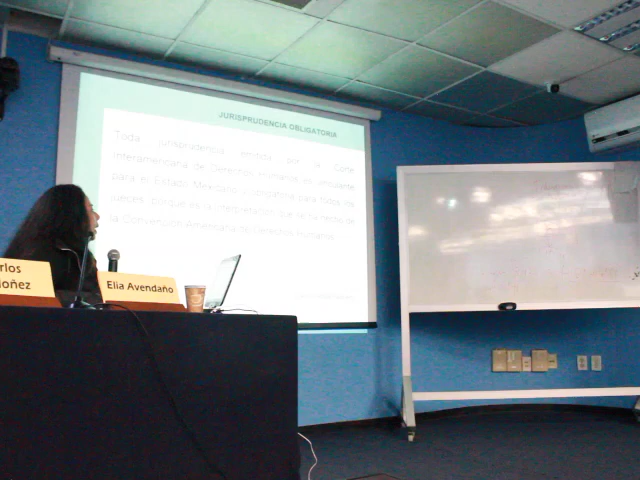 JURISPRUDENCIA OBLIGATORIA
Toda jurisprudencia emitida por la Corte
Interamericana de Derechos Humanos es vinculante
para el Estado Mexicano y obligatoria para todos los
jueces, porque es la interpretación que se ha hecho de
la Convención Americana de Derechos Humanos
rlos
oñez
Elia Avendaño